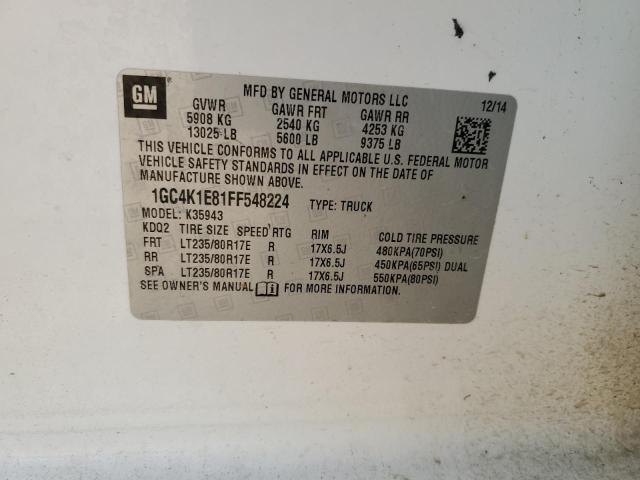 GM
MFD BY GENERAL MOTORS LLC
12/14
GVWR GAWR FRT GAWR RR
5908 KG 2540 KG 4253 KG
13025 LB 5600 LB 9375 LB
THIS VEHICLE CONFORMS TO ALL APPLICABLE U.S. FEDERAL MOTOR
VEHICLE SAFETY STANDARDS IN EFFECT ON THE DATE OF
MANUFACTURE SHOWN ABOVE.
1GC4K1E81FF548224 TYPE: TRUCK
MODEL: K35943
KDQ2 TIRE SIZE SPEED RTG RIM COLD TIRE PRESSURE
FRT LT235/80R17E R 17X6.5J 480KPA(70PSI)
RR LT235/80R17E R 17X6.5J 450KPA(65PSI) DUAL
SPA LT235/80R17E R 17X6.5J 550KPA(80PSI)
SEE OWNER'S MANUAL FOR MORE INFORMATION.